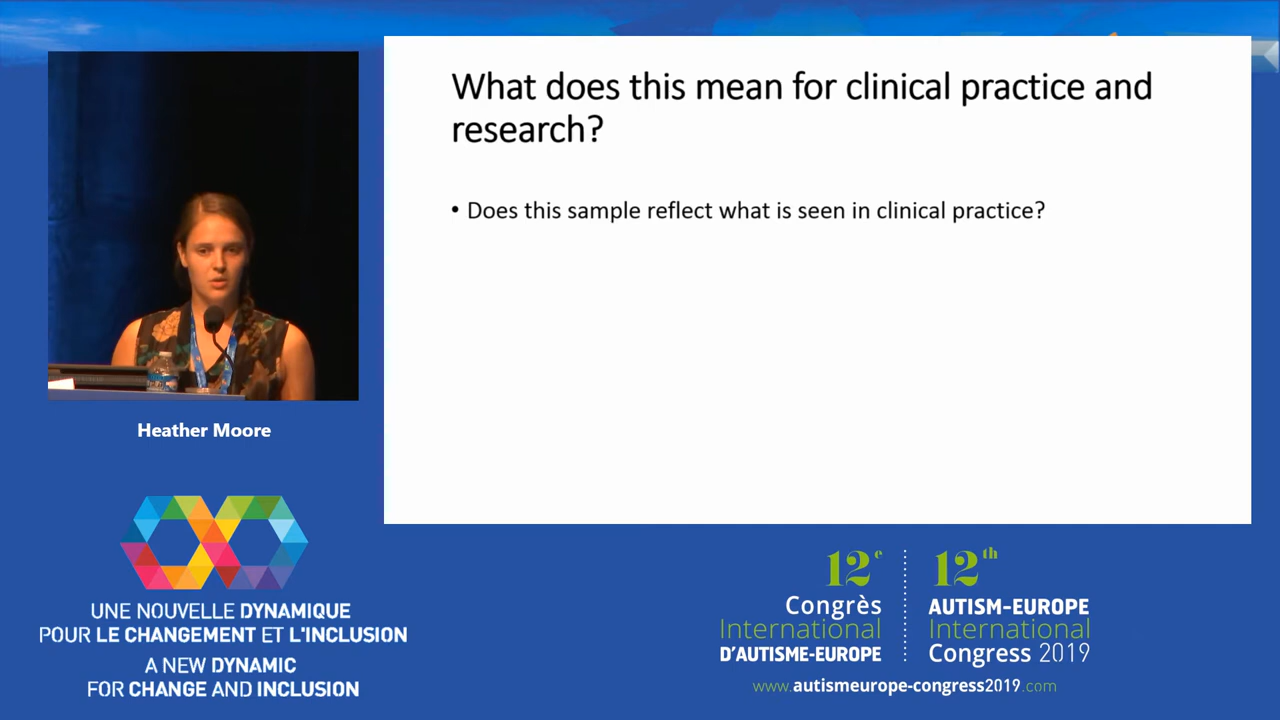 What does this mean for clinical practice and
research?
• Does this sample reflect what is seen in clinical practice?
Heather Moore
UNE NOUVELLE DYNAMIQUE
POUR LE CHANGEMENT ET L'INCLUSION
A NEW DYNAMIC
FOR CHANGE AND INCLUSION
12e
Congrès
International
D'AUTISME-EUROPE
12th
AUTISM-EUROPE
International
Congress 2019
www.autismeurope-congress2019.com